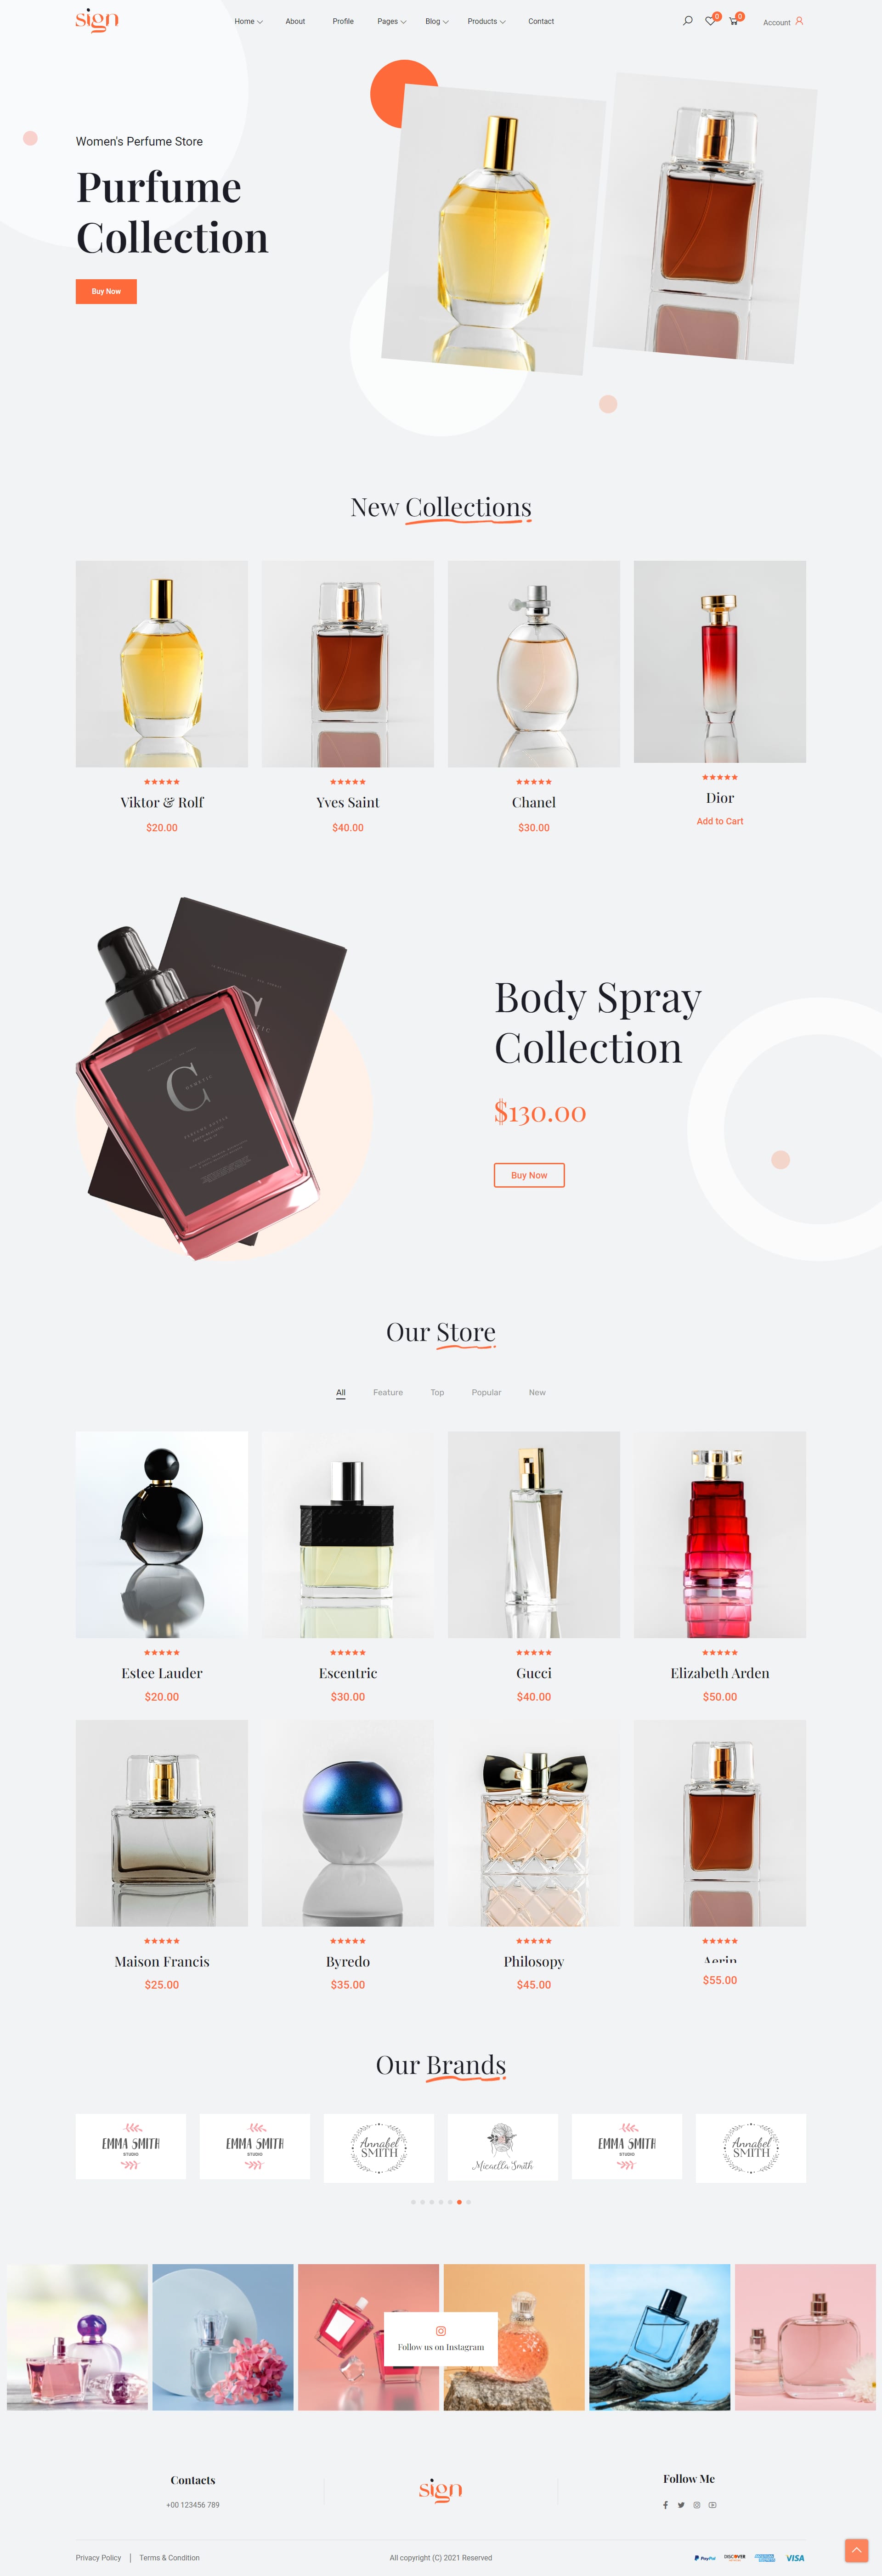 sign
Home About Profile Pages Blog Products Contact
0 0 Account
Women's Perfume Store
Purfume
Collection
Buy Now
New Collections
Viktor & Rolf
$20.00
Yves Saint
$40.00
Chanel
$30.00
Dior
Add to Cart
C
Body Spray
Collection
$130.00
Buy Now
Our Store
All Feature Top Popular New
Estee Lauder
$20.00
Escentric
$30.00
Gucci
$40.00
Elizabeth Arden
$50.00
Maison Francis
$25.00
Byredo
$35.00
Philosopy
$45.00
Aerin
$55.00
Our Brands
EMMA SMITH
STUDIO
EMMA SMITH
STUDIO
Annabel
SMITH
Micaella Smith
EMMA SMITH
STUDIO
Annabel
SMITH
Follow us on Instagram
Contacts
+00 123456 789
sign
Follow Me
Privacy Policy | Terms & Condition
All copyright (C) 2021 Reserved
PayPal DISCOVER VISA